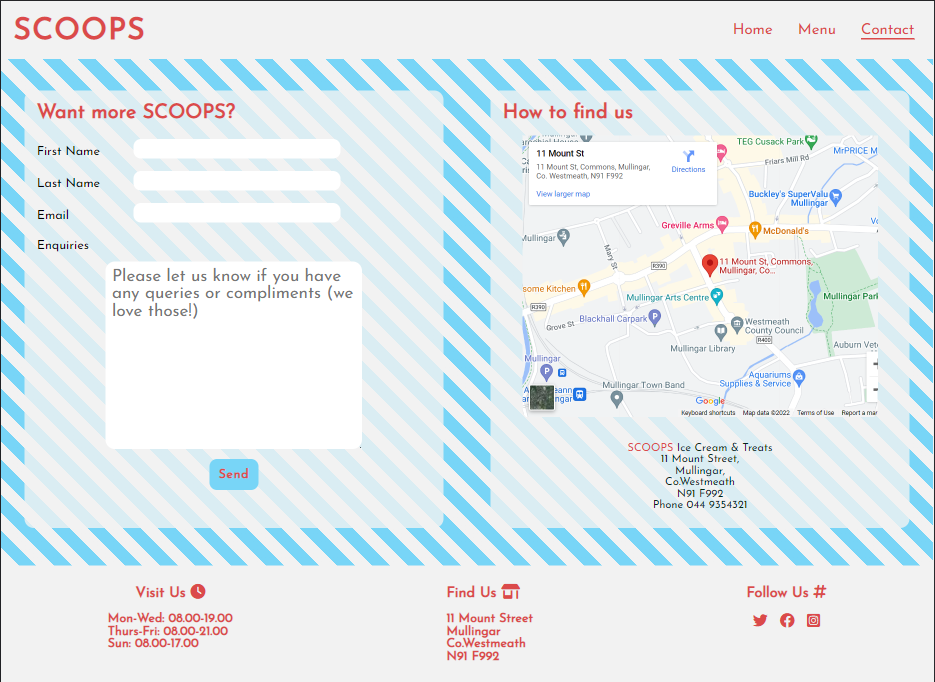 SCOOPS
Home
Menu
Contact
Want more SCOOPS?
First Name
Last Name
Email
Enquiries
Please let us know if you have
any queries or compliments (we
love those!)
Send
How to find us
11 Mount St
11 Mount St, Commons, Mullingar,
Co. Westmeath, N91 F992
Directions
View larger map
TEG Cusack Park
MrPRICE M
Friars Mill Rd
Buckley's SuperValu
Mullingar
Greville Arms
McDonald's
Mullingar
Mary St
R390
11 Mount St, Commons,
Mullingar, Co...
some Kitchen
Mullingar Arts Centre
Mullingar Park
R390
Blackhall Carpark
Grove St
Westmeath
County Council
R400
Mullingar Library
Auburn Vete
Mullingar
Aquariums
Supplies & Service
Mullingar Town Band
Google
Keyboard shortcuts
Map data ©2022
Terms of Use
Report a map
SCOOPS Ice Cream & Treats
11 Mount Street,
Mullingar,
Co.Westmeath
N91 F992
Phone 044 9354321
Visit Us
Mon-Wed: 08.00-19.00
Thurs-Fri: 08.00-21.00
Sun: 08.00-17.00
Find Us
11 Mount Street
Mullingar
Co.Westmeath
N91 F992
Follow Us #